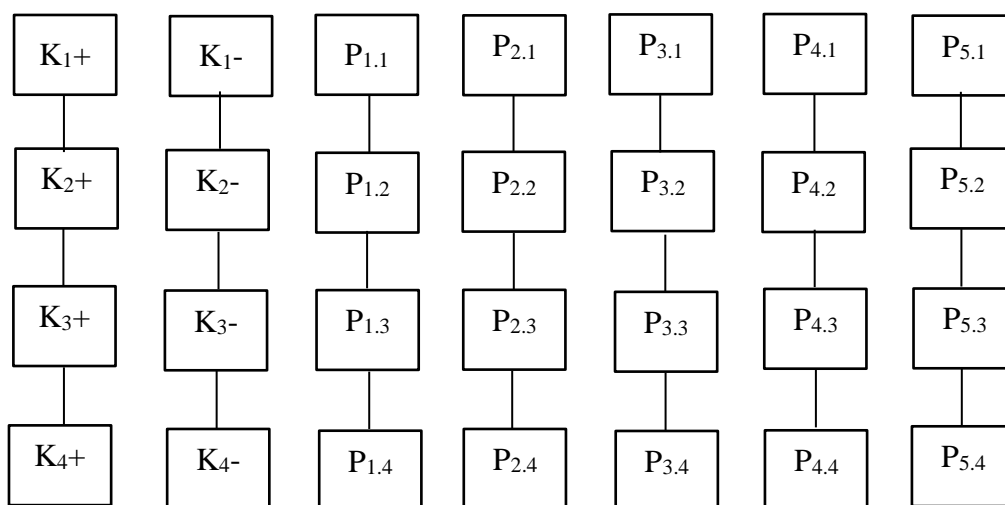 K₁+ K₁- P₁.₁ P₂.₁ P₃.₁ P₄.₁ P₅.₁
K₂+ K₂- P₁.₂ P₂.₂ P₃.₂ P₄.₂ P₅.₂
K₃+ K₃- P₁.₃ P₂.₃ P₃.₃ P₄.₃ P₅.₃
K₄+ K₄- P₁.₄ P₂.₄ P₃.₄ P₄.₄ P₅.₄